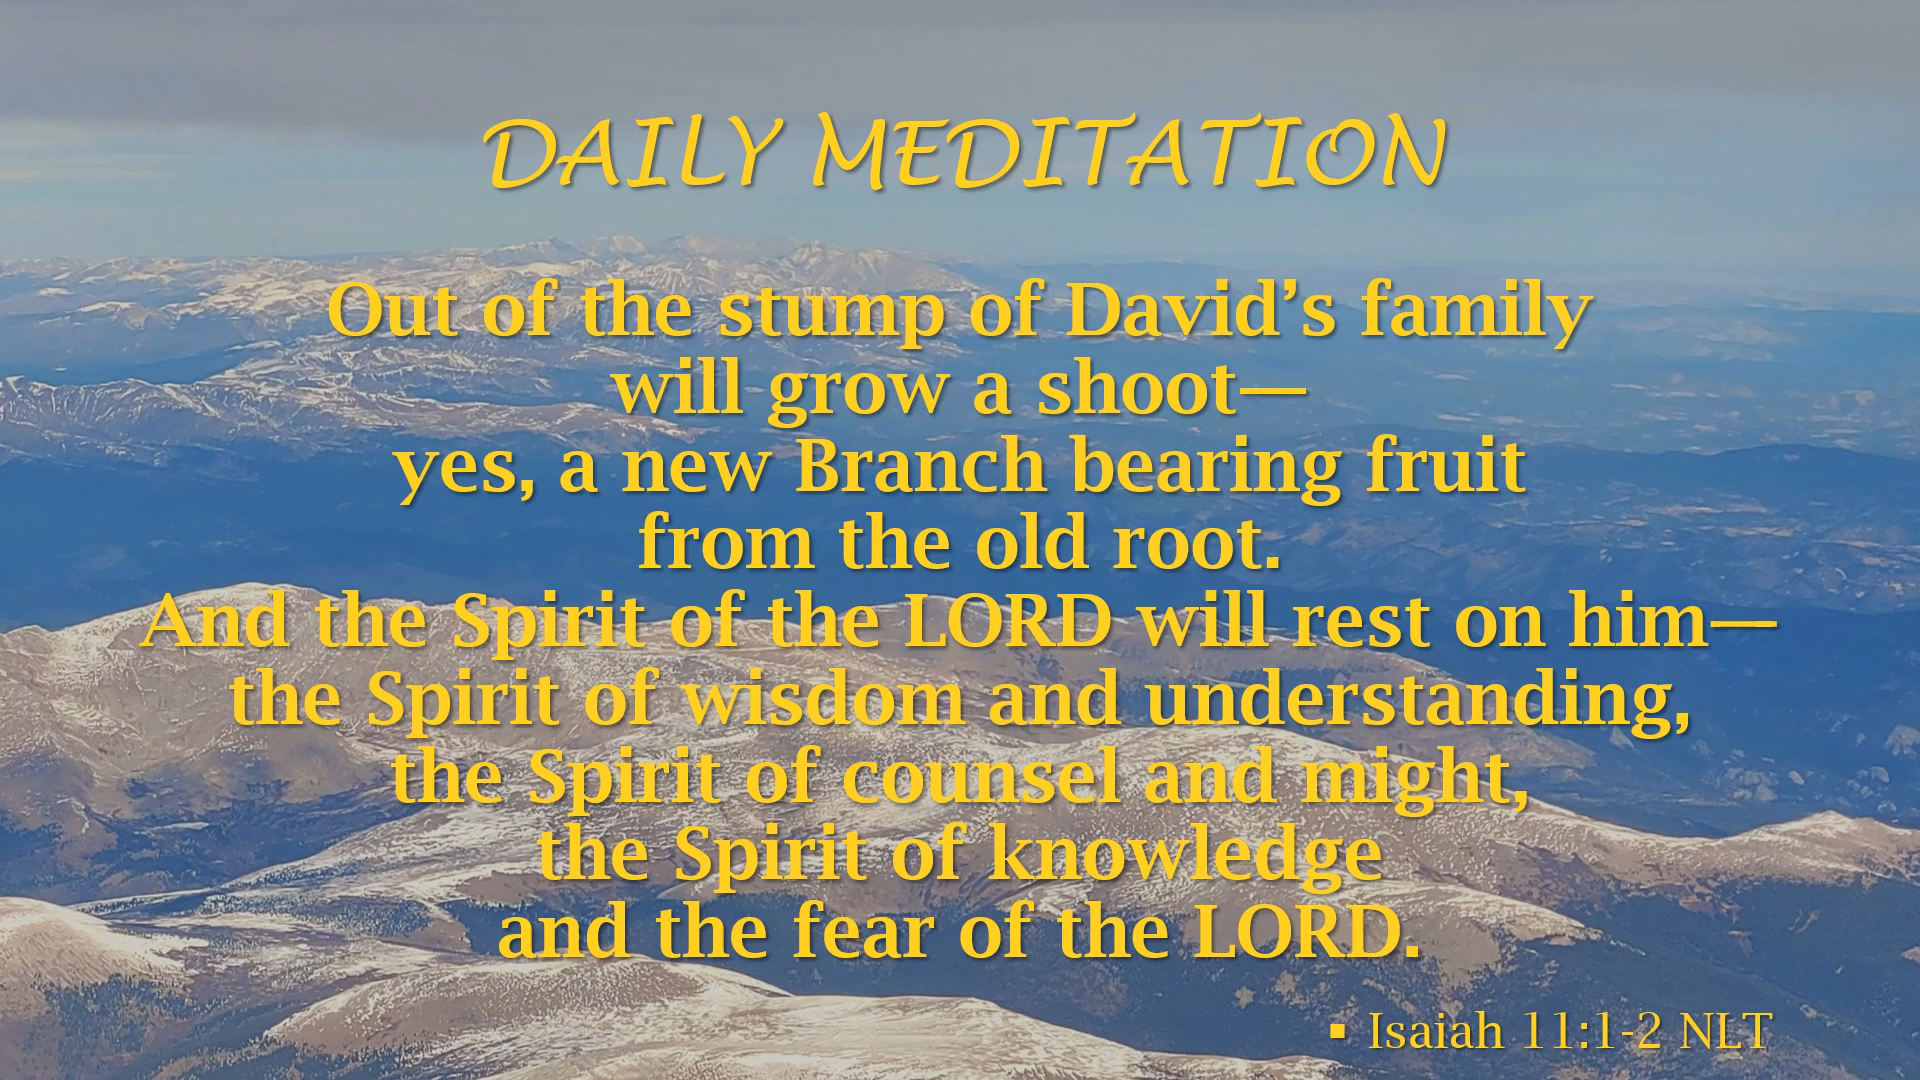 DAILY MEDITATION
Out of the stump of David’s family
will grow a shoot—
yes, a new Branch bearing fruit
from the old root.
And the Spirit of the LORD will rest on him—
the Spirit of wisdom and understanding,
the Spirit of counsel and might,
the Spirit of knowledge
and the fear of the LORD.
▪ Isaiah 11:1-2 NLT